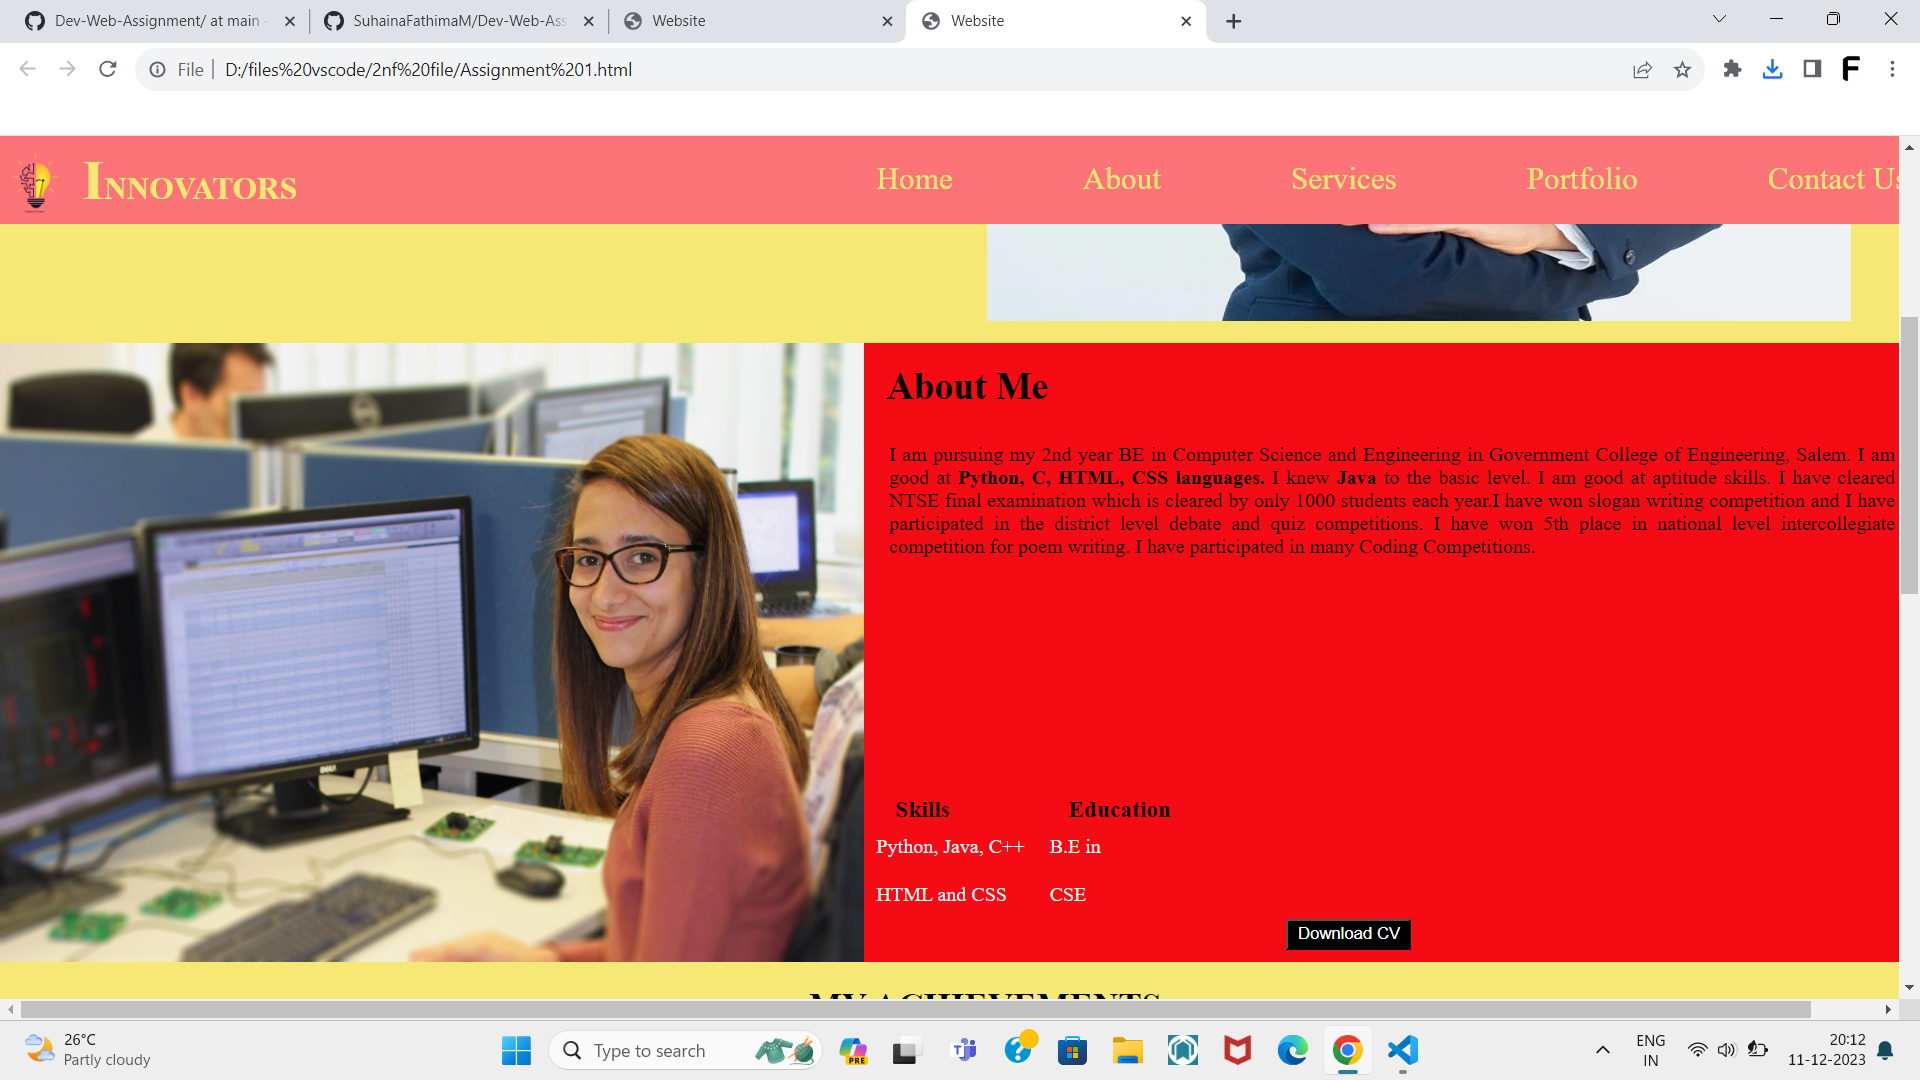 Dev-Web-Assignment/ at main
SuhainaFathimaM/Dev-Web-Ass
Website
Website
File
D:/files%20vscode/2nf%20file/Assignment%201.html
INNOVATORS
Home
About
Services
Portfolio
Contact Us
About Me
I am pursuing my 2nd year BE in Computer Science and Engineering in Government College of Engineering, Salem. I am
good at Python, C, HTML, CSS languages. I knew Java to the basic level. I am good at aptitude skills. I have cleared
NTSE final examination which is cleared by only 1000 students each year.I have won slogan writing competition and I have
participated in the district level debate and quiz competitions. I have won 5th place in national level intercollegiate
competition for poem writing. I have participated in many Coding Competitions.
Skills
Education
Python, Java, C++
B.E in
HTML and CSS
CSE
Download CV
MY ACHIEVEMENTS
26°C
Partly cloudy
Type to search
PRE
ENG
IN
20:12
11-12-2023